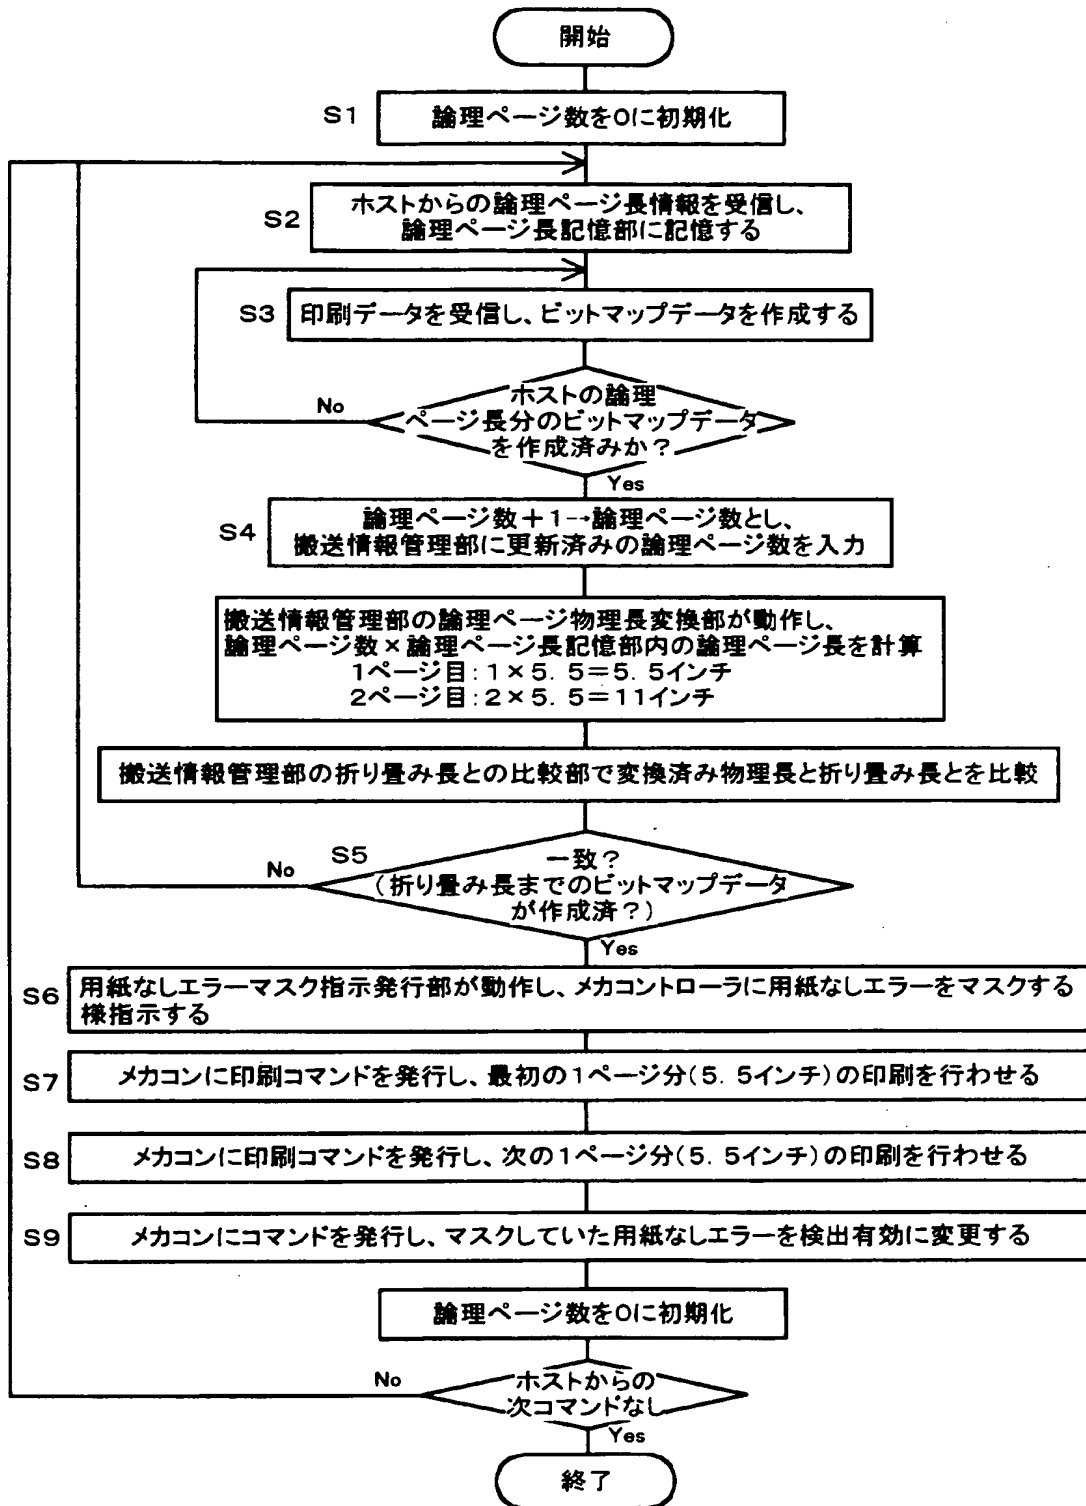 開始
S1
論理ページ数を0に初期化
S2
ホストからの論理ページ長情報を受信し、
論理ページ長記憶部に記憶する
S3
印刷データを受信し、ビットマップデータを作成する
ホストの論理
ページ長分のビットマップデータ
を作成済みか?
No
Yes
S4
論理ページ数+1→論理ページ数とし、
搬送情報管理部に更新済みの論理ページ数を入力
搬送情報管理部の論理ページ物理長変換部が動作し、
論理ページ数×論理ページ長記憶部内の論理ページ長を計算
1ページ目:1×5.5=5.5インチ
2ページ目:2×5.5=11インチ
搬送情報管理部の折り畳み長との比較部で変換済み物理長と折り畳み長とを比較
S5
一致?
(折り畳み長までのビットマップデータ
が作成済?)
No
Yes
S6
用紙なしエラーマスク指示発行部が動作し、メカコントローラに用紙なしエラーをマスクする
様指示する
S7
メカコンに印刷コマンドを発行し、最初の1ページ分(5.5インチ)の印刷を行わせる
S8
メカコンに印刷コマンドを発行し、次の1ページ分(5.5インチ)の印刷を行わせる
S9
メカコンにコマンドを発行し、マスクしていた用紙なしエラーを検出有効に変更する
論理ページ数を0に初期化
ホストからの
次コマンドなし
No
Yes
終了